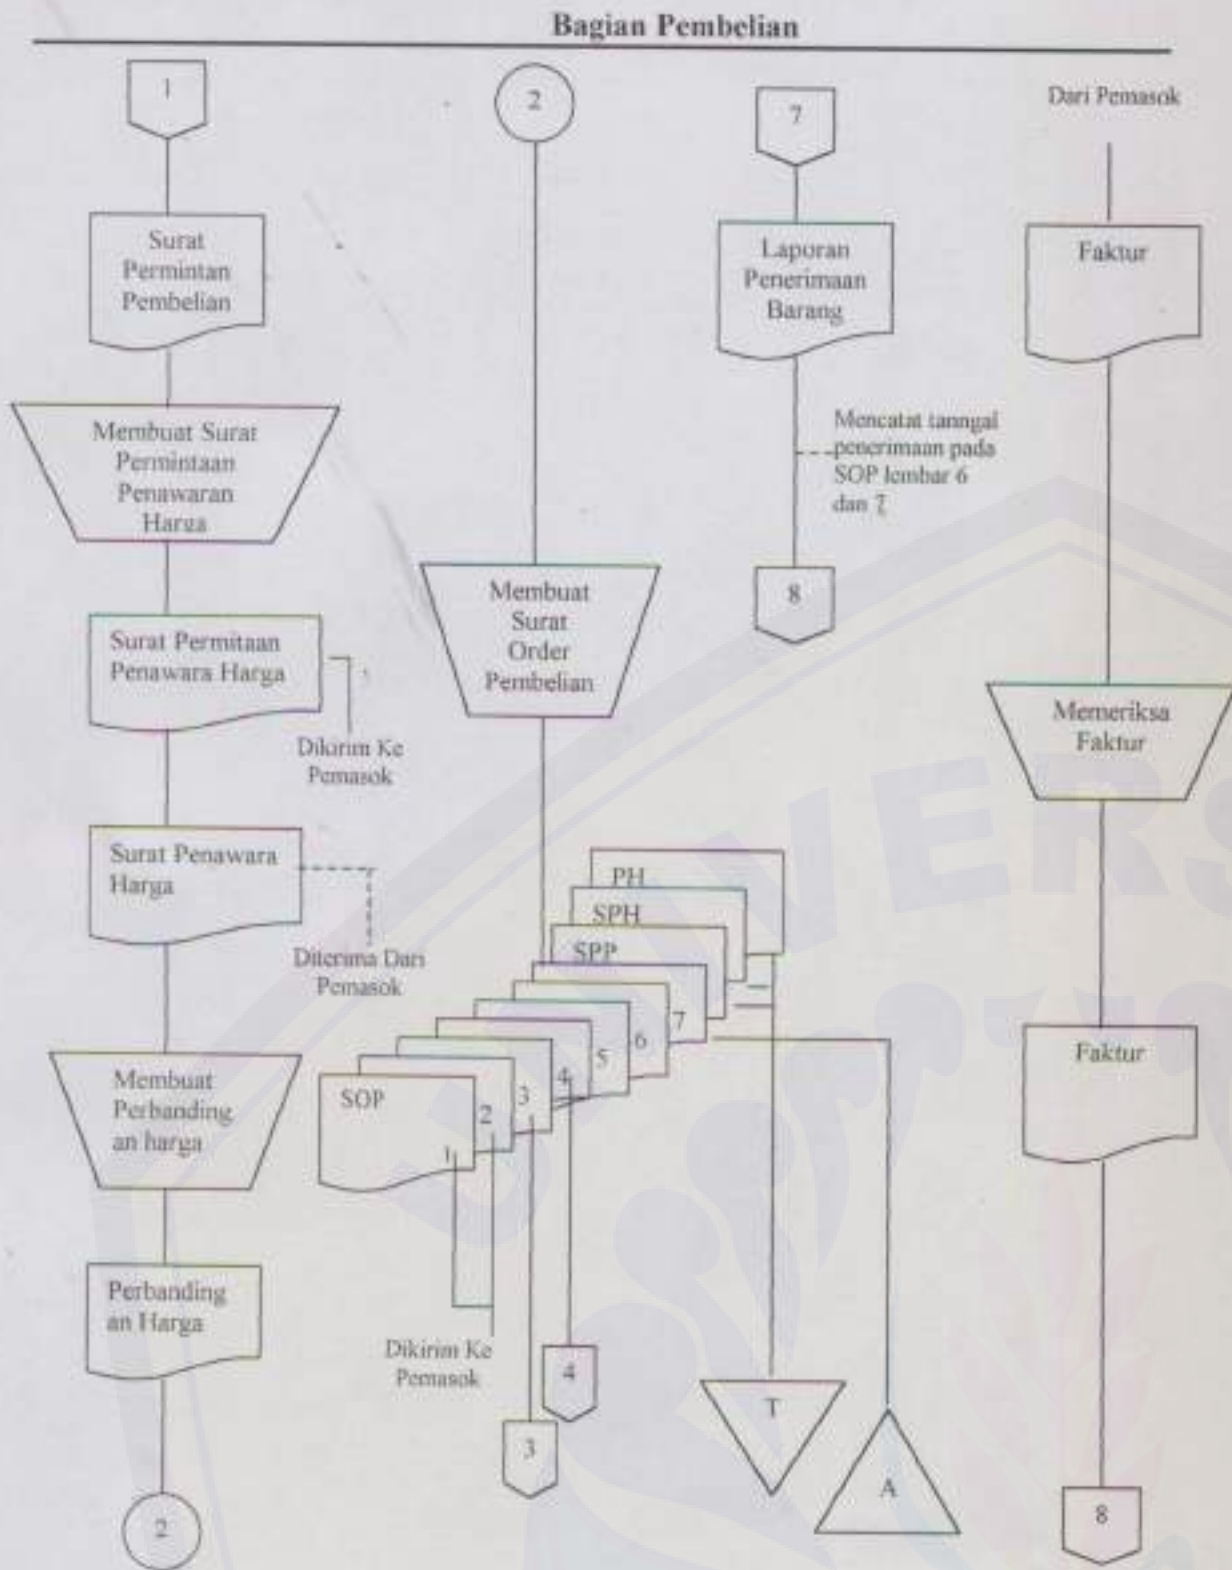 Bagian Pembelian
1
Surat
Permintan
Pembelian
Membuat Surat
Permintaan
Penawaran
Harga
Surat Permitaan
Penawara Harga
Dikirim Ke
Pemasok
Surat Penawara
Harga
Diterima Dari
Pemasok
Membuat
Perbanding
an harga
Perbanding
an Harga
2
2
Membuat
Surat
Order
Pembelian
PH
SPH
SPP
7
6
5
4
3
2
SOP
1
Dikirim Ke
Pemasok
4
3
T
A
7
Laporan
Penerimaan
Barang
Mencatat tanngal
penerimaan pada
SOP lembar 6
dan 7
8
Dari Pemasok
Faktur
Memeriksa
Faktur
Faktur
8